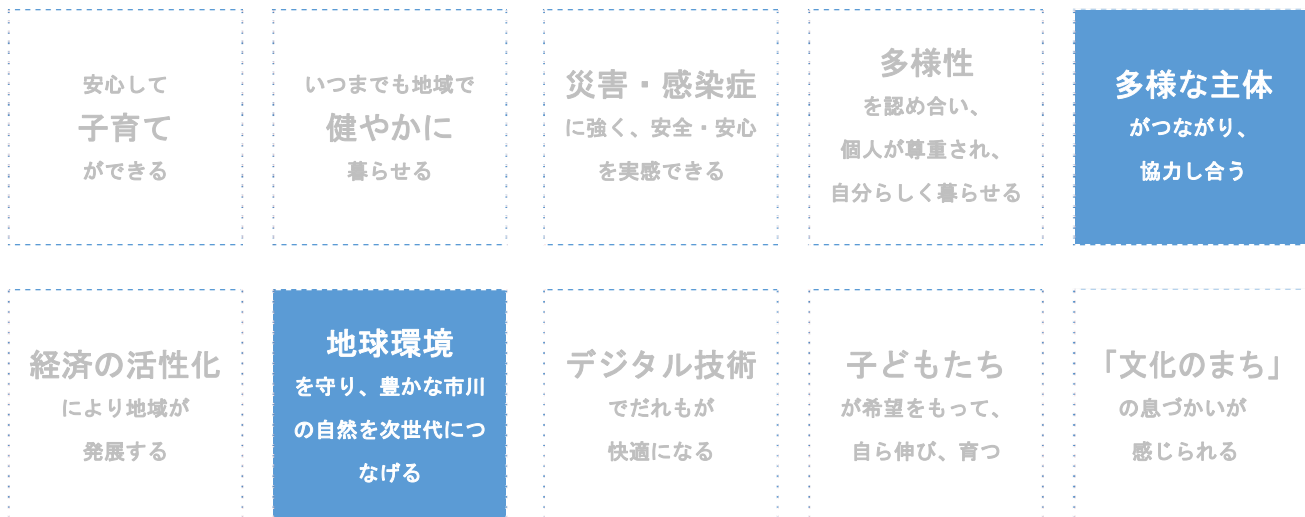 安心して
子育て
ができる
いつまでも地域で
健やかに
暮らせる
災害・感染症
に強く、安全・安心
を実感できる
多様性
を認め合い、
個人が尊重され、
自分らしく暮らせる
多様な主体
がつながり、
協力し合う
経済の活性化
により地域が
発展する
地球環境
を守り、豊かな市川
の自然を次世代につ
なげる
デジタル技術
でだれもが
快適になる
子どもたち
が希望をもって、
自ら伸び、育つ
「文化のまち」
の息づかいが
感じられる